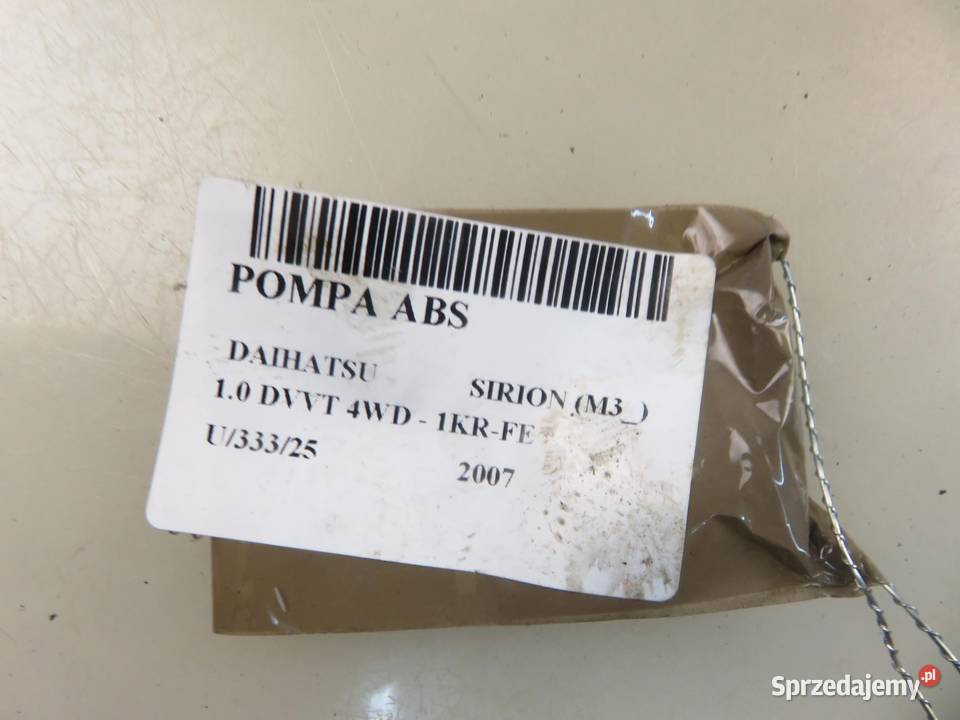 POMPA ABS
DAIHATSU SIRION (M3_)
1.0 DVVT 4WD - 1KR-FE
U/333/25 2007
Sprzedajemy.pl